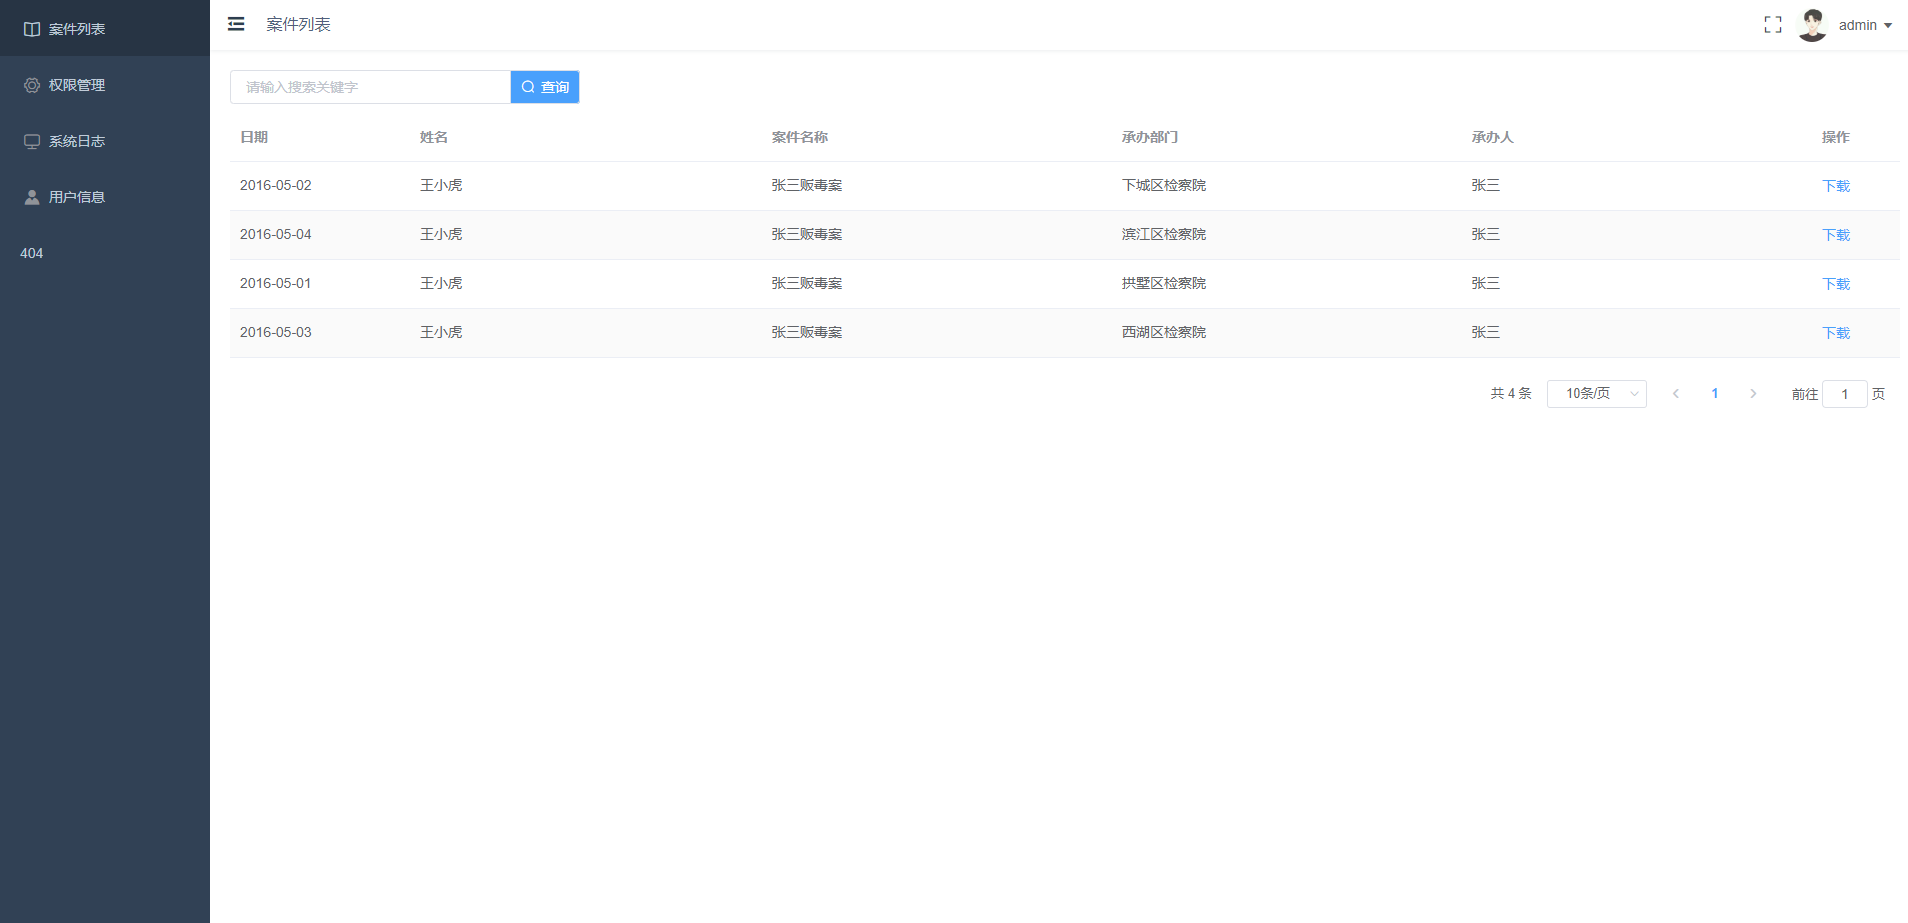 案件列表
权限管理
系统日志
用户信息
404
案件列表
admin
请输入搜索关键字 查询
日期 姓名 案件名称 承办部门 承办人 操作
2016-05-02 王小虎 张三贩毒案 下城区检察院 张三 下载
2016-05-04 王小虎 张三贩毒案 滨江区检察院 张三 下载
2016-05-01 王小虎 张三贩毒案 拱墅区检察院 张三 下载
2016-05-03 王小虎 张三贩毒案 西湖区检察院 张三 下载
共 4 条 10条/页 1 前往 1 页